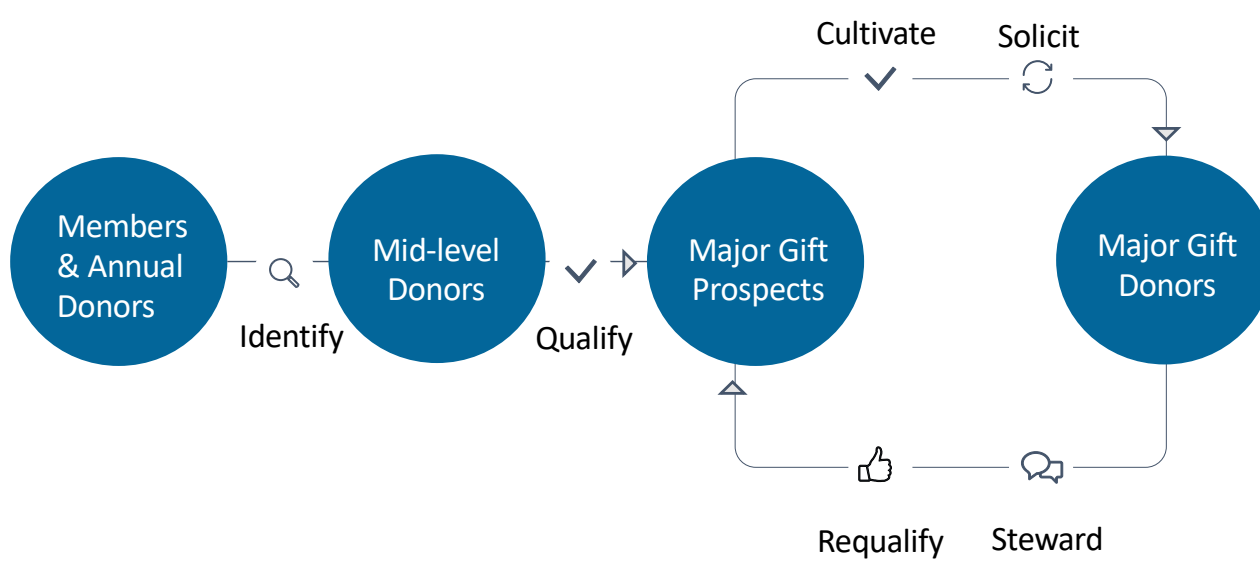 Cultivate
Solicit
Members
& Annual
Donors
Identify
Mid-level
Donors
Qualify
Major Gift
Prospects
Major Gift
Donors
Requalify
Steward